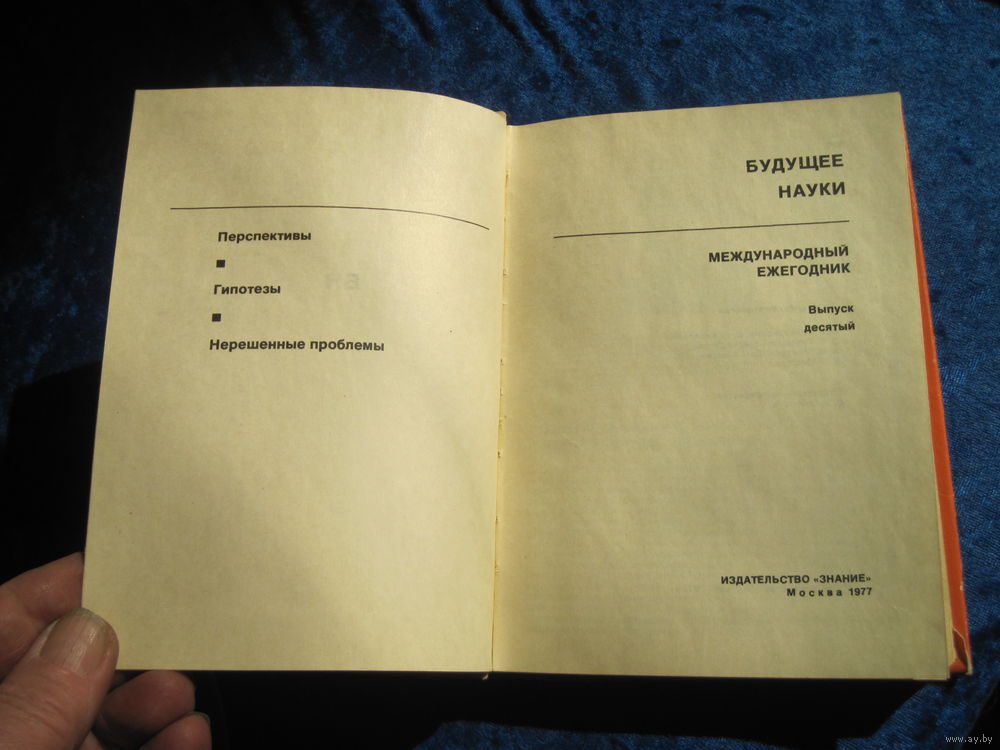 Перспективы
Гипотезы
Нерешенные проблемы
БУДУЩЕЕ
НАУКИ
МЕЖДУНАРОДНЫЙ
ЕЖЕГОДНИК
Выпуск
десятый
ИЗДАТЕЛЬСТВО «ЗНАНИЕ»
Москва 1977
www.ay.by